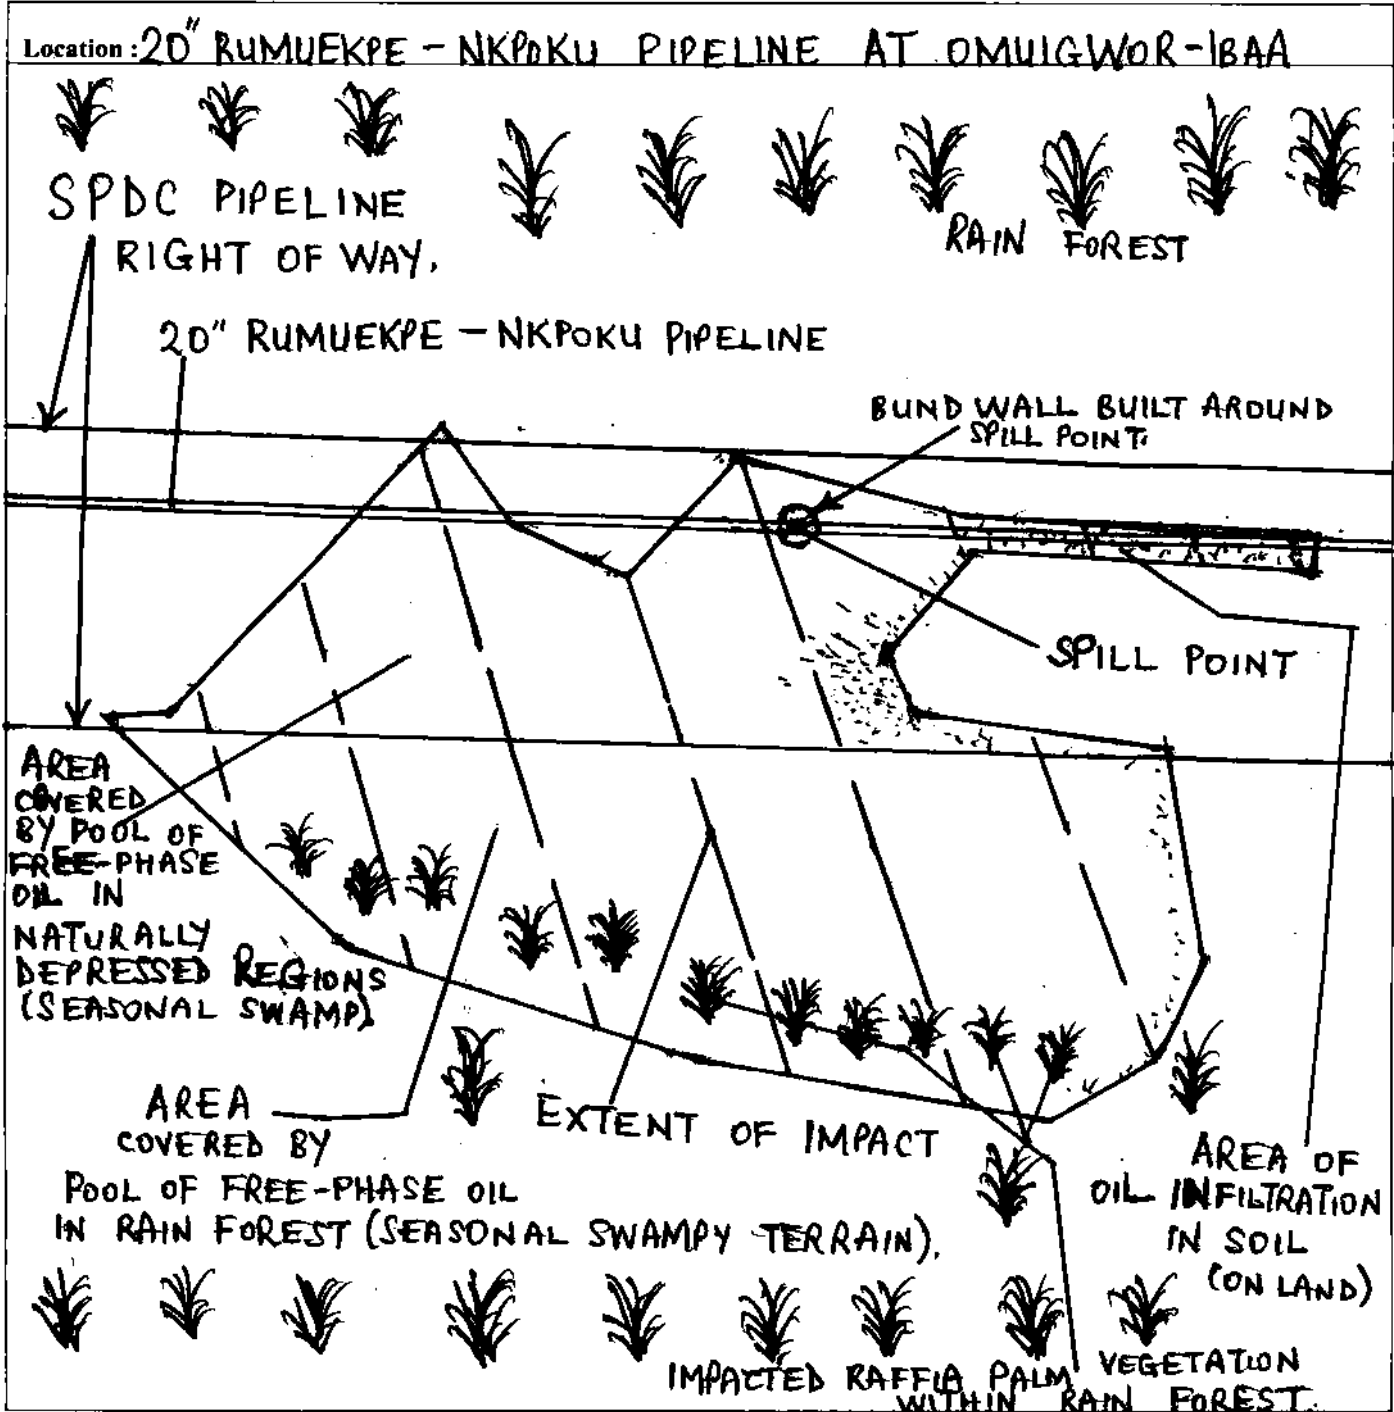 Location: 20" RUMUEKPE - NKPOKU PIPELINE AT OMUIGWOR-IBAA
SPDC PIPELINE
RIGHT OF WAY.
RAIN FOREST
20" RUMUEKPE - NKPOKU PIPELINE
BUND WALL BUILT AROUND
SPILL POINT.
SPILL POINT
AREA
COVERED
BY POOL OF
FREE-PHASE
OIL IN
NATURALLY
DEPRESSED REGIONS
(SEASONAL SWAMP)
AREA
COVERED BY
POOL OF FREE-PHASE OIL
IN RAIN FOREST (SEASONAL SWAMPY TERRAIN).
EXTENT OF IMPACT
AREA OF
OIL INFILTRATION
IN SOIL
(ON LAND)
IMPACTED RAFFIA PALM VEGETATION
WITHIN RAIN FOREST.